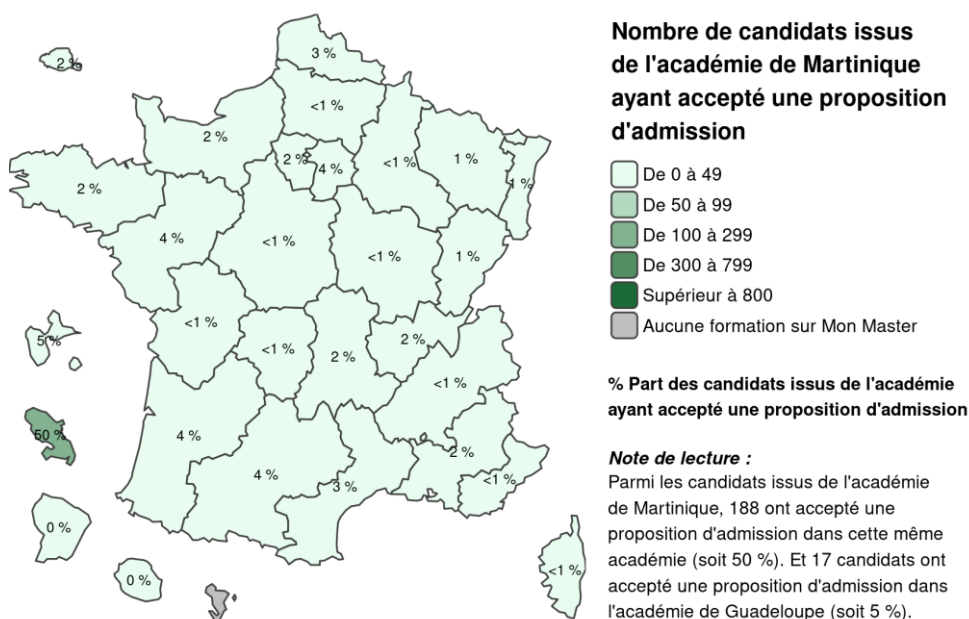 Nombre de candidats issus
de l'académie de Martinique
ayant accepté une proposition
d'admission
De 0 à 49
De 50 à 99
De 100 à 299
De 300 à 799
Supérieur à 800
Aucune formation sur Mon Master
% Part des candidats issus de l'académie
ayant accepté une proposition d'admission
Note de lecture :
Parmi les candidats issus de l'académie
de Martinique, 188 ont accepté une
proposition d'admission dans cette même
académie (soit 50 %). Et 17 candidats ont
accepté une proposition d'admission dans
l'académie de Guadeloupe (soit 5 %).
3 %
2 %
<1 %
2 %
2 %
4 %
<1 %
1 %
1 %
2 %
4 %
<1 %
<1 %
1 %
<1 %
5 %
<1 %
2 %
2 %
<1 %
50 %
4 %
4 %
3 %
2 %
<1 %
0 %
0 %
<1 %